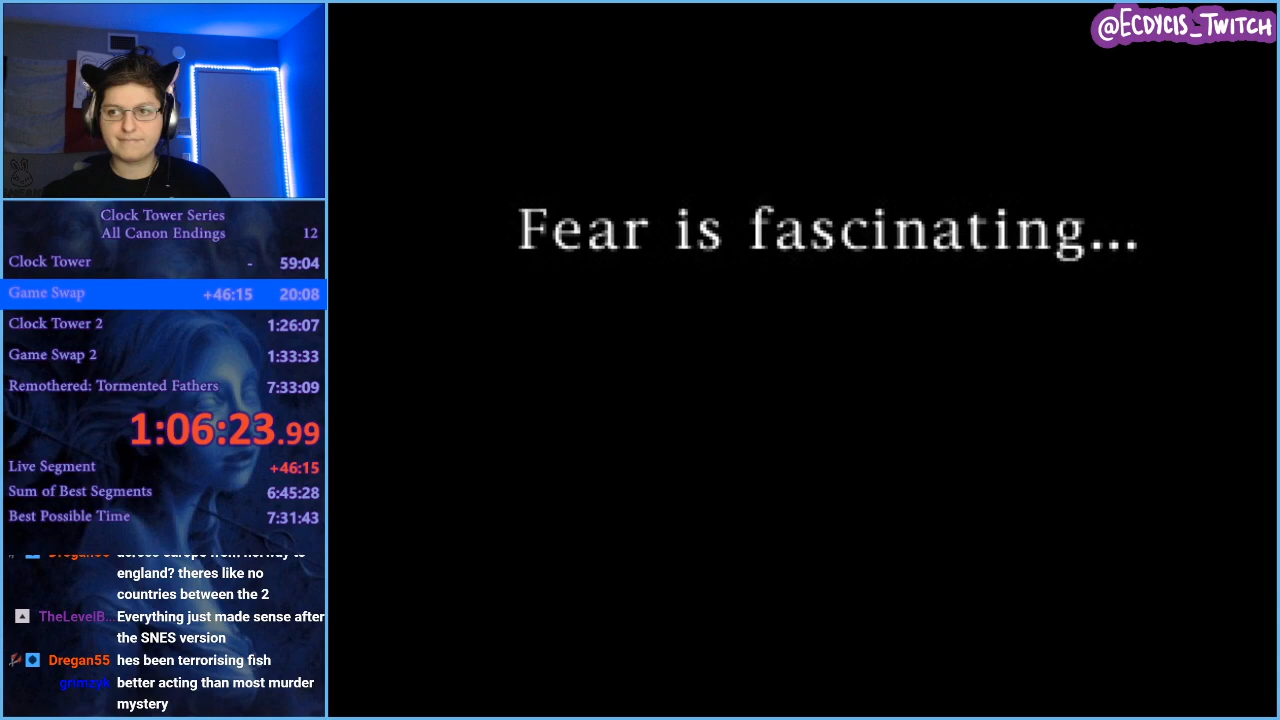 @ECDYCIS_TWITCH
Fear is fascinating...
Clock Tower Series
All Canon Endings 12
Clock Tower - 59:04
Game Swap +46:15 20:08
Clock Tower 2 1:26:07
Game Swap 2 1:33:33
Remothered: Tormented Fathers 7:33:09
1:06:23.99
Live Segment +46:15
Sum of Best Segments 6:45:28
Best Possible Time 7:31:43
england? theres like no
countries between the 2
TheLevelB... Everything just made sense after
the SNES version
Dregan55 hes been terrorising fish
grimzyk better acting than most murder
mystery